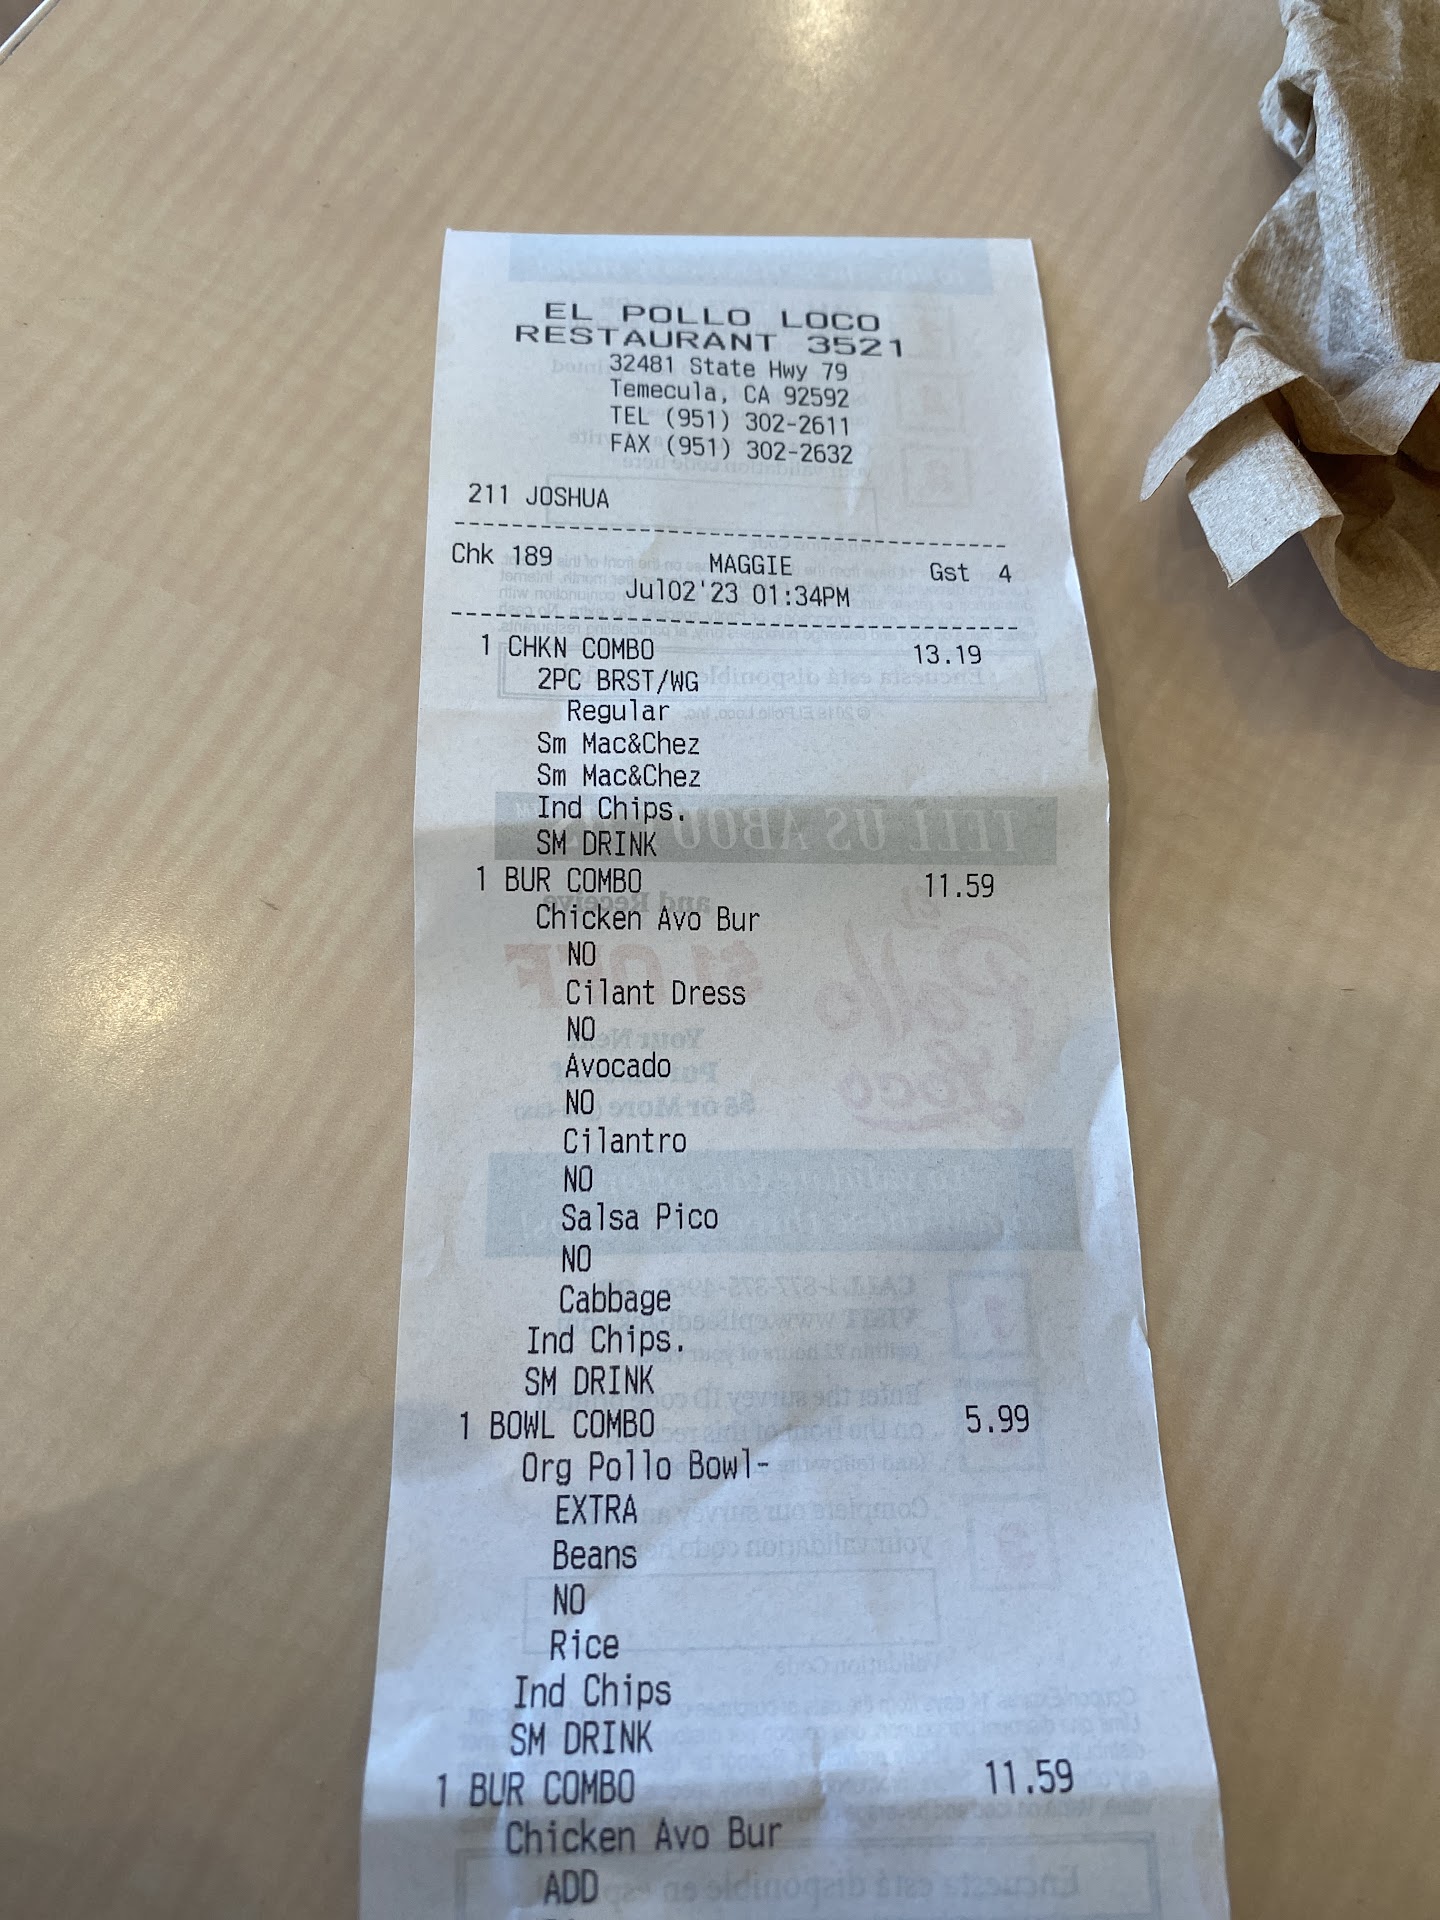 EL POLLO LOCO
RESTAURANT 3521
32481 State Hwy 79
Temecula, CA 92592
TEL (951) 302-2611
FAX (951) 302-2632
211 JOSHUA
Chk 189 MAGGIE Gst 4
Jul02'23 01:34PM
1 CHKN COMBO 13.19
2PC BRST/WG
Regular
Sm Mac&Chez
Sm Mac&Chez
Ind Chips.
SM DRINK
1 BUR COMBO 11.59
Chicken Avo Bur
NO
Cilant Dress
NO
Avocado
NO
Cilantro
NO
Salsa Pico
NO
Cabbage
Ind Chips.
SM DRINK
1 BOWL COMBO 5.99
Org Pollo Bowl-
EXTRA
Beans
NO
Rice
Ind Chips
SM DRINK
1 BUR COMBO 11.59
Chicken Avo Bur
ADD